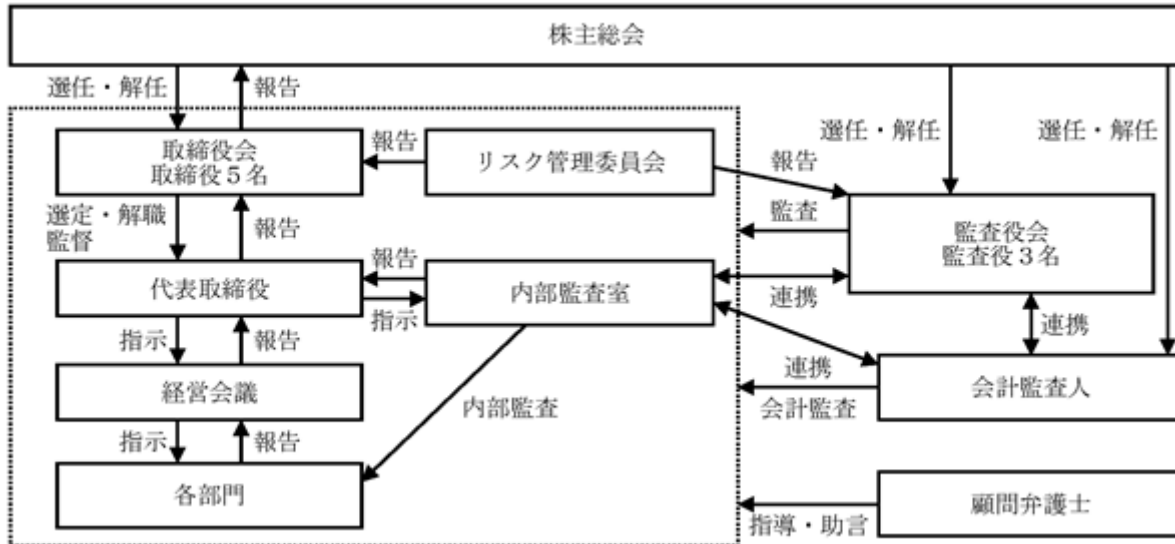 株主総会
選任・解任
報告
選任・解任
選任・解任
取締役会
取締役5名
報告
リスク管理委員会
報告
選定・解職
監督
報告
監査
監査役会
監査役3名
代表取締役
報告
指示
内部監査室
連携
連携
指示
報告
経営会議
内部監査
連携
会計監査
会計監査人
指示
報告
各部門
指導・助言
顧問弁護士